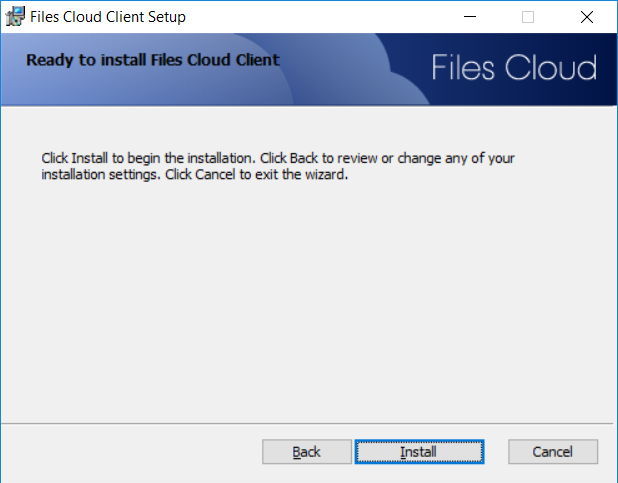 Files Cloud Client Setup
Ready to install Files Cloud Client
Files Cloud
Click Install to begin the installation. Click Back to review or change any of your
installation settings. Click Cancel to exit the wizard.
Back
Install
Cancel